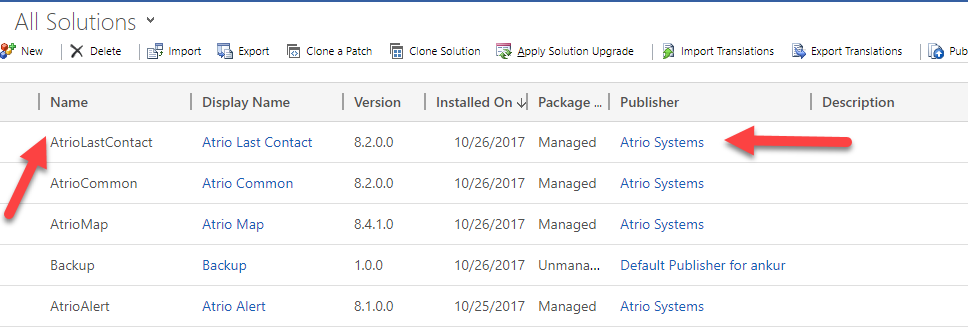 All Solutions
New Delete Import Export Clone a Patch Clone Solution Apply Solution Upgrade Import Translations Export Translations Pub
Name Display Name Version Installed On Package ... Publisher Description
AtrioLastContact Atrio Last Contact 8.2.0.0 10/26/2017 Managed Atrio Systems
AtrioCommon Atrio Common 8.2.0.0 10/26/2017 Managed Atrio Systems
AtrioMap Atrio Map 8.4.1.0 10/26/2017 Managed Atrio Systems
Backup Backup 1.0.0 10/26/2017 Unmana... Default Publisher for ankur
AtrioAlert Atrio Alert 8.1.0.0 10/25/2017 Managed Atrio Systems